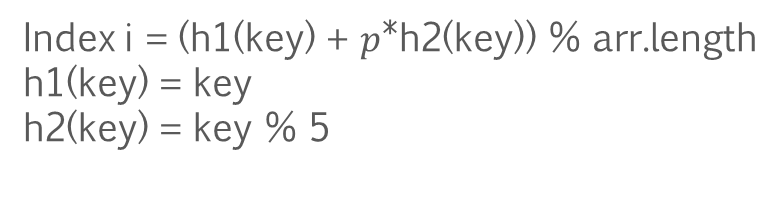 Index i = (h1(key) + p*h2(key)) % arr.length
h1(key) = key
h2(key) = key % 5